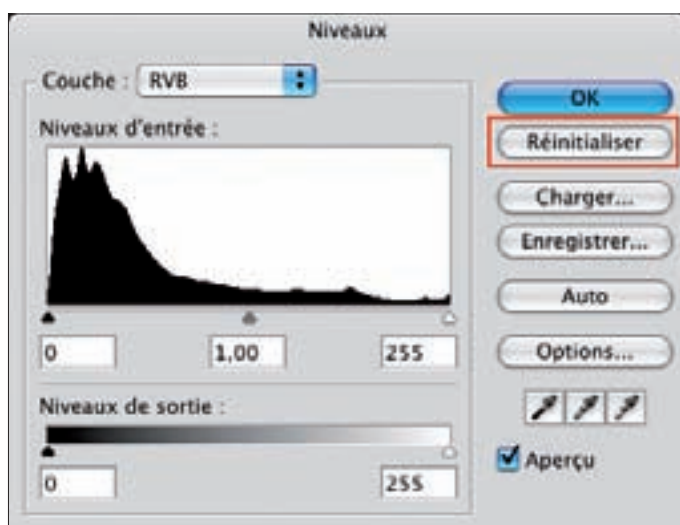 Niveaux
Couche : RVB
Niveaux d'entrée :
0 1,00 255
Niveaux de sortie :
0 255
OK
Réinitialiser
Charger...
Enregistrer...
Auto
Options...
Aperçu